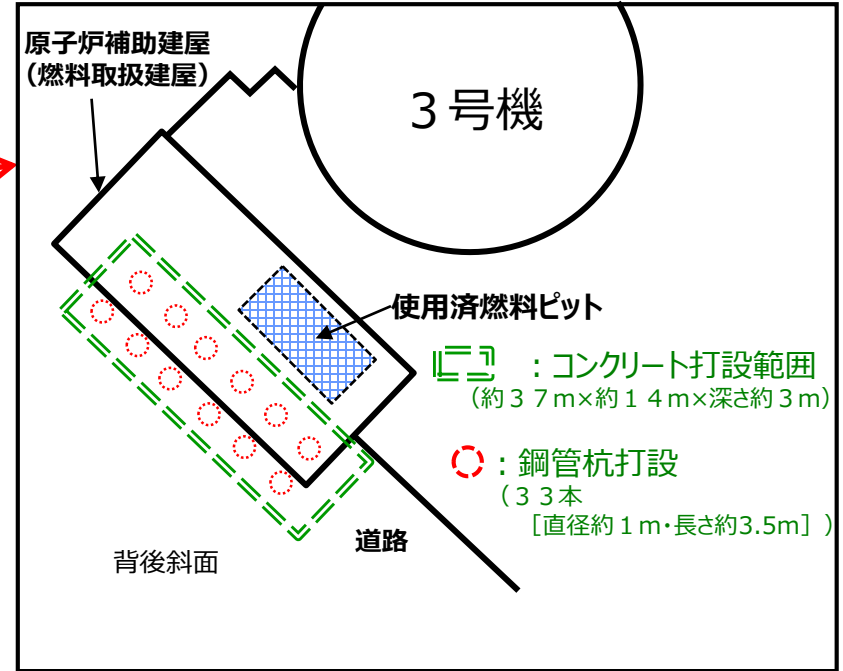 原子炉補助建屋
（燃料取扱建屋）
３号機
使用済燃料ピット
：コンクリート打設範囲
（約３７ｍ×約１４ｍ×深さ約３ｍ）
：鋼管杭打設
（３３本
［直径約１ｍ・長さ約3.5ｍ］）
道路
背後斜面